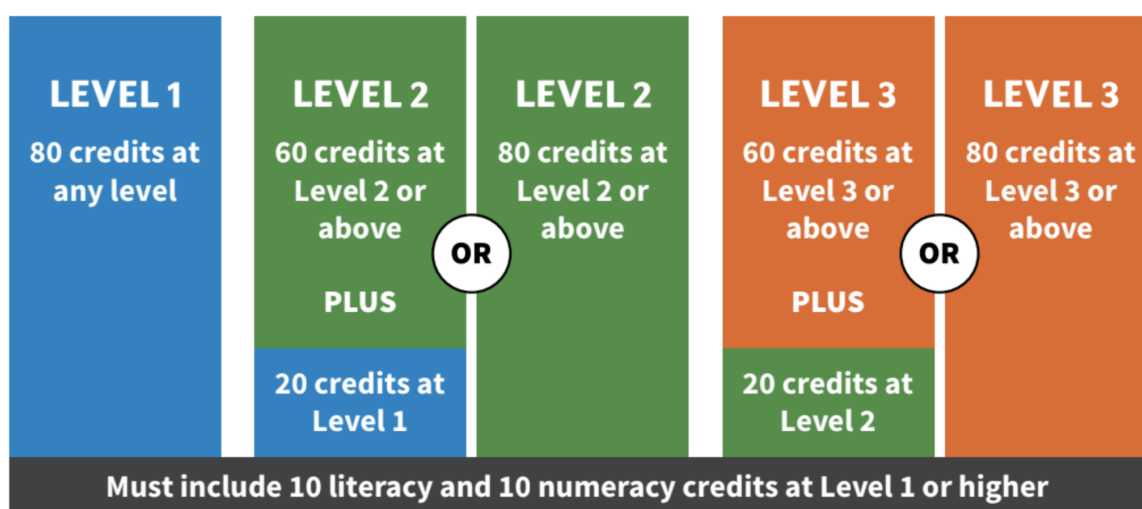 LEVEL 1
80 credits at
any level
LEVEL 2
60 credits at
Level 2 or
above
PLUS
20 credits at
Level 1
OR
LEVEL 2
80 credits at
Level 2 or
above
LEVEL 3
60 credits at
Level 3 or
above
PLUS
20 credits at
Level 2
OR
LEVEL 3
80 credits at
Level 3 or
above
Must include 10 literacy and 10 numeracy credits at Level 1 or higher